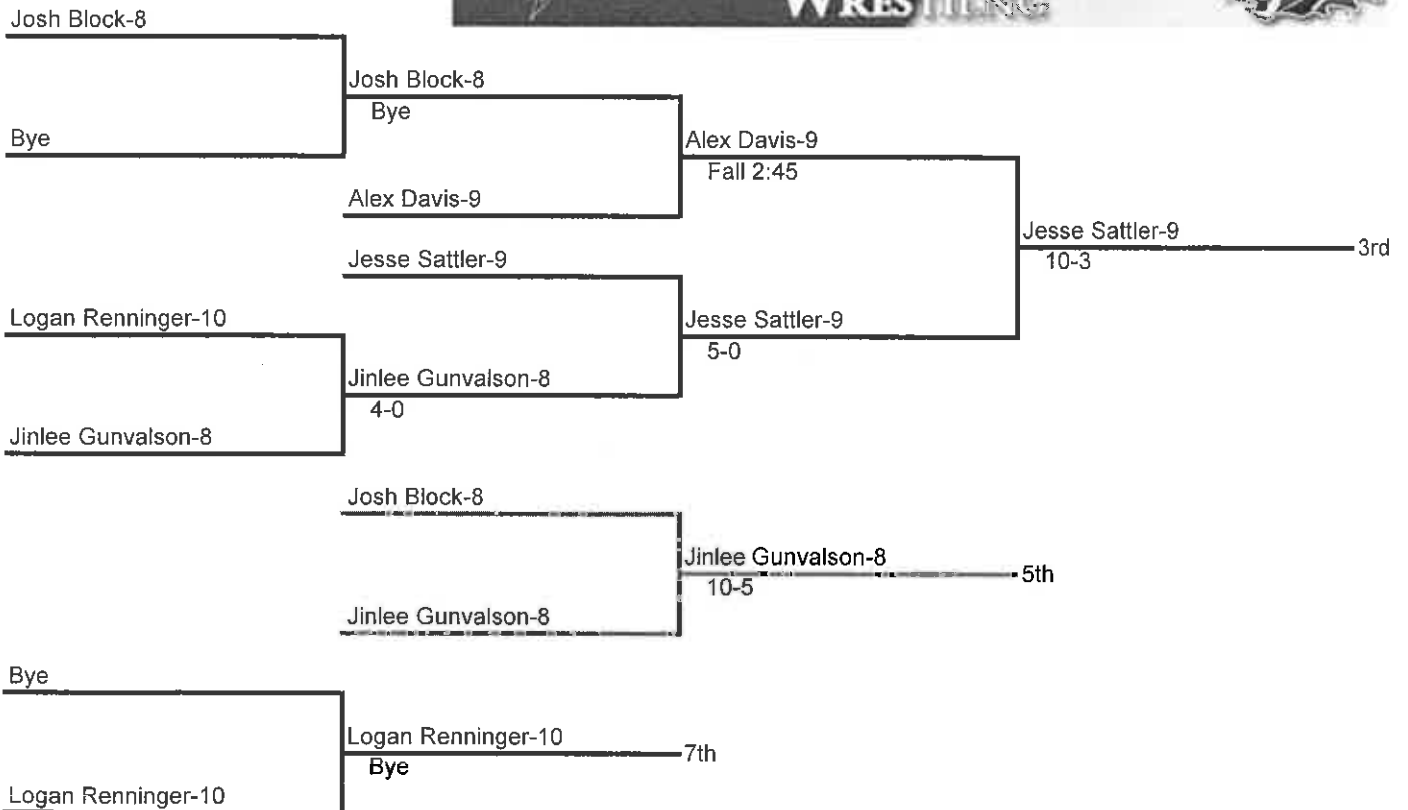 WRESTLING
Josh Block-8
Josh Block-8
Bye
Bye
Alex Davis-9
Fall 2:45
Alex Davis-9
Jesse Sattler-9
10-3
3rd
Jesse Sattler-9
Logan Renninger-10
Jesse Sattler-9
5-0
Jinlee Gunvalson-8
4-0
Jinlee Gunvalson-8
Josh Block-8
Jinlee Gunvalson-8
10-5
5th
Jinlee Gunvalson-8
Bye
Logan Renninger-10
Bye
7th
Logan Renninger-10